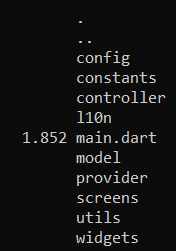 .
..
config
constants
controller
l10n
1.852 main.dart
model
provider
screens
utils
widgets